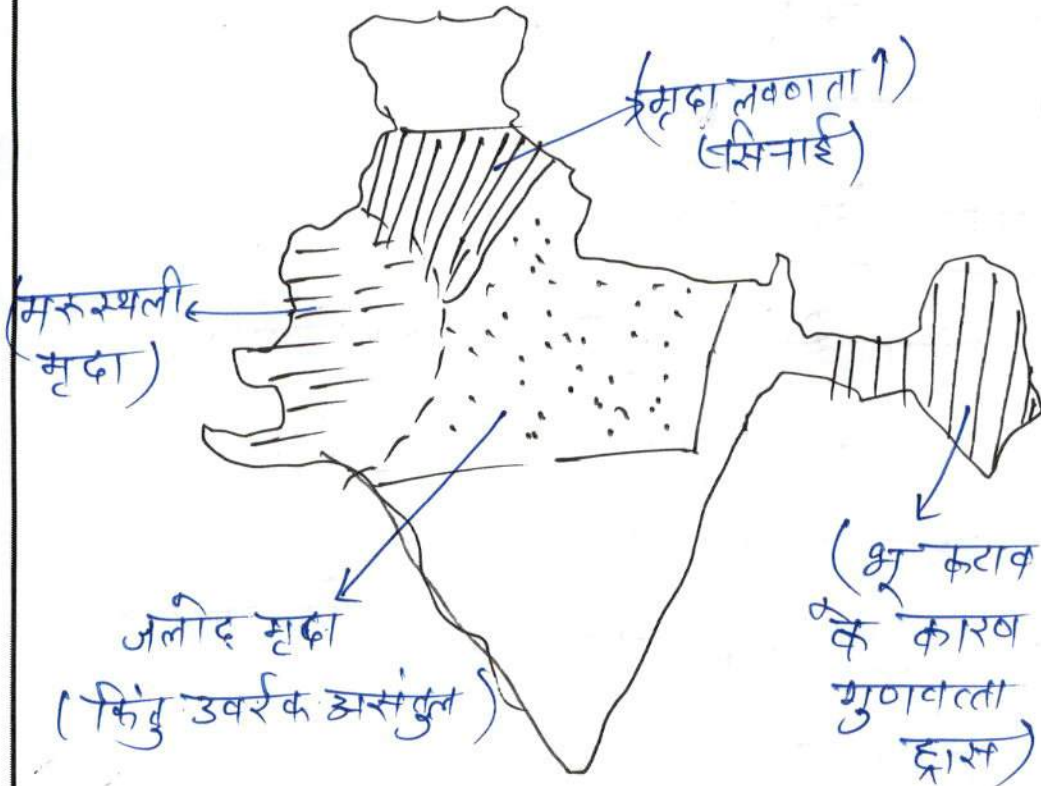 (मृदा लवणता ↑)
(सिंचाई)
(मरुस्थली
मृदा)
जलोढ़ मृदा
(किंतु उर्वरक असंतुल)
(भू कटाव
के कारण
गुणवत्ता
ह्रास)